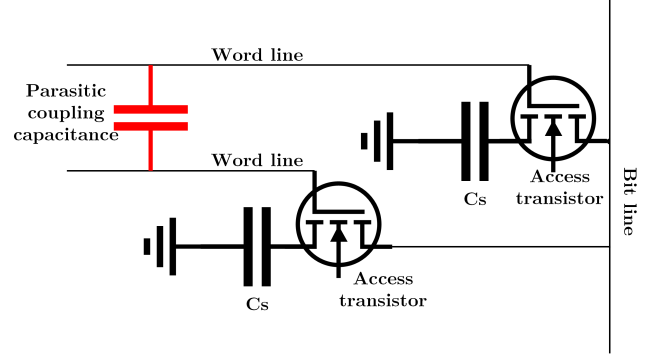 Word line
Parasitic
coupling
capacitance
Word line
Access
transistor
Cs
Bit line
Access
transistor
Cs